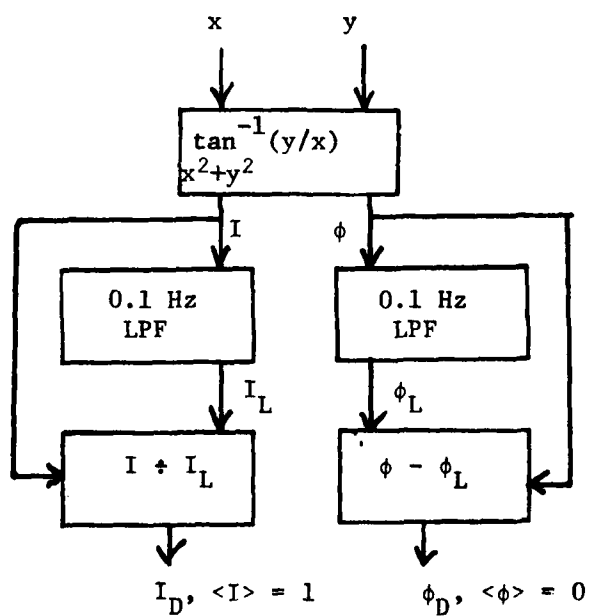 x y
tan⁻¹(y/x)
x²+y²
I ϕ
0.1 Hz 0.1 Hz
LPF LPF
I_L ϕ_L
I ÷ I_L ϕ - ϕ_L
I_D, <I> = 1 ϕ_D, <ϕ> = 0